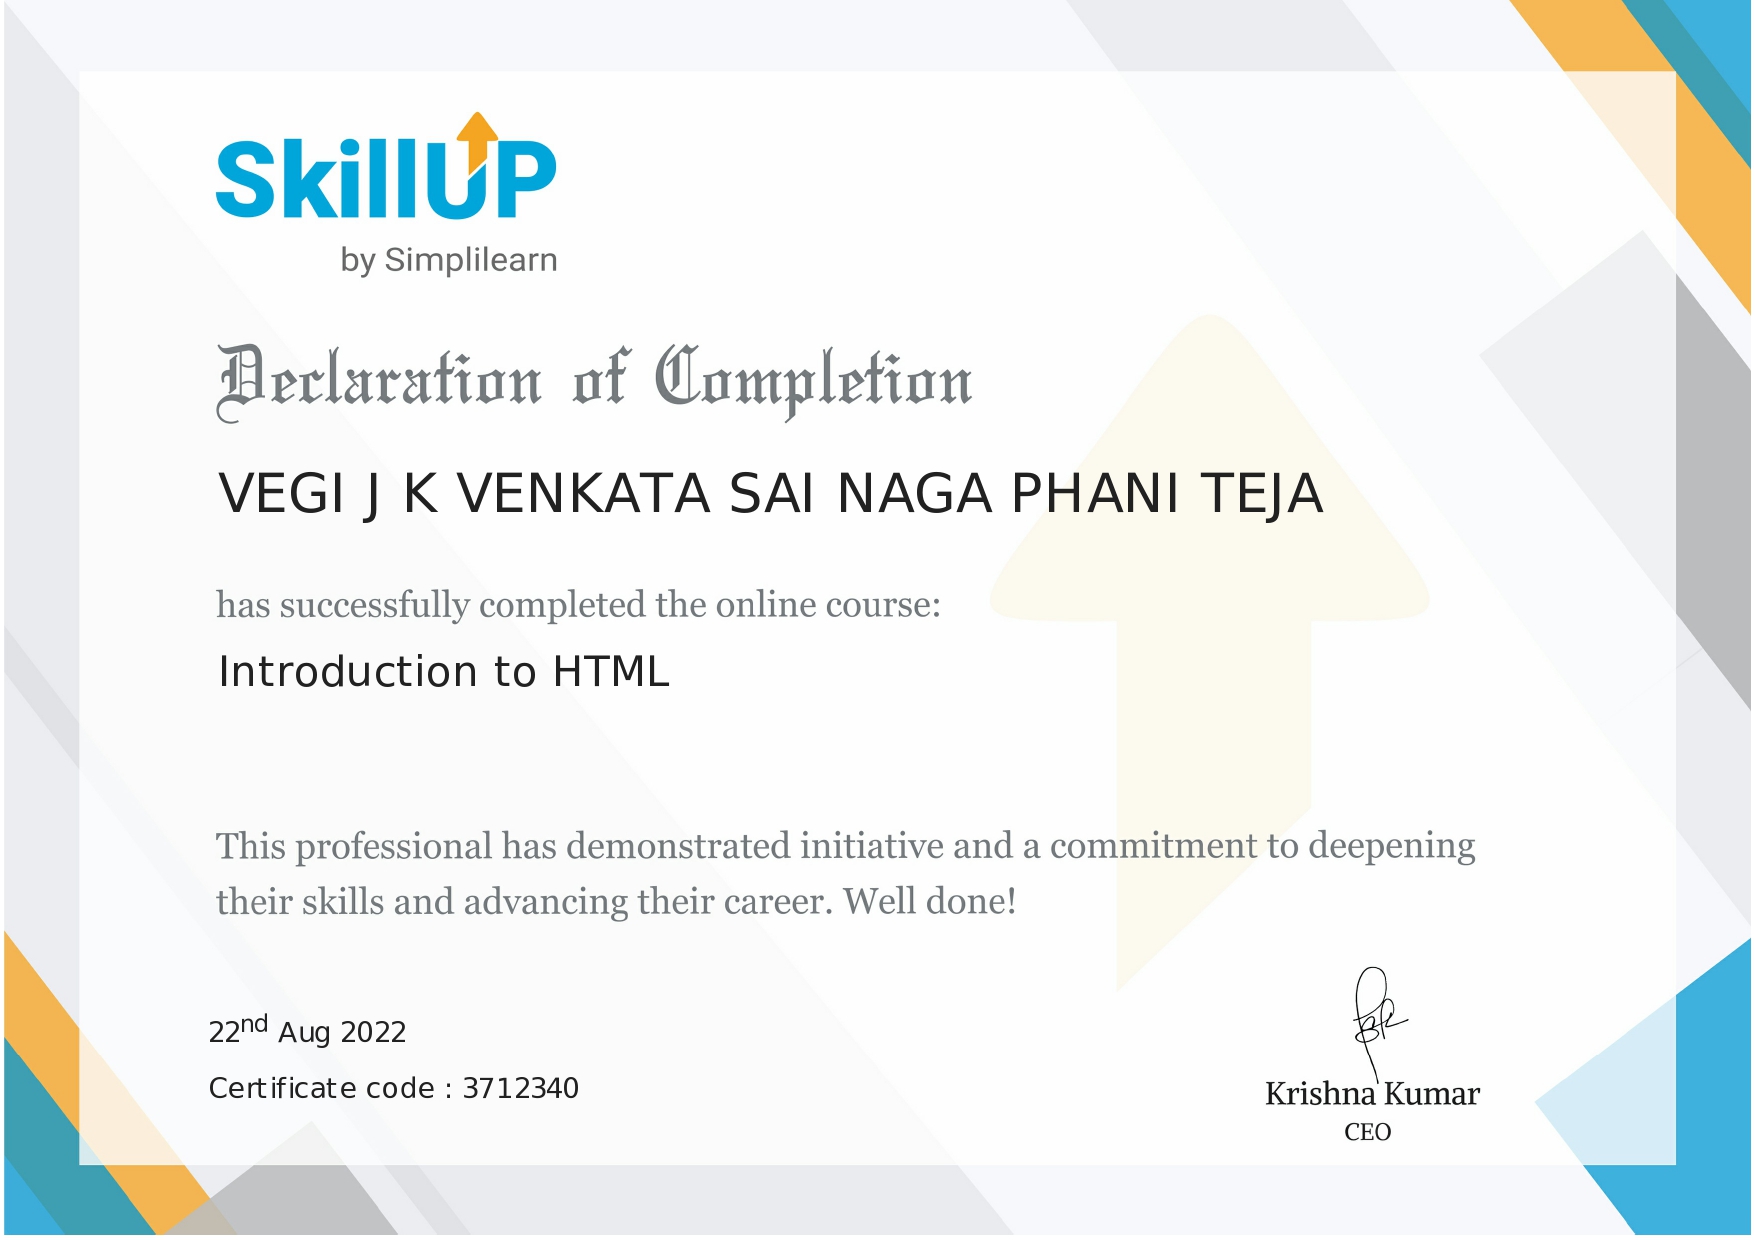 SkillUP
by Simplilearn
Declaration of Completion
VEGI J K VENKATA SAI NAGA PHANI TEJA
has successfully completed the online course:
Introduction to HTML
This professional has demonstrated initiative and a commitment to deepening
their skills and advancing their career. Well done!
22nd Aug 2022
Certificate code : 3712340
Krishna Kumar
CEO